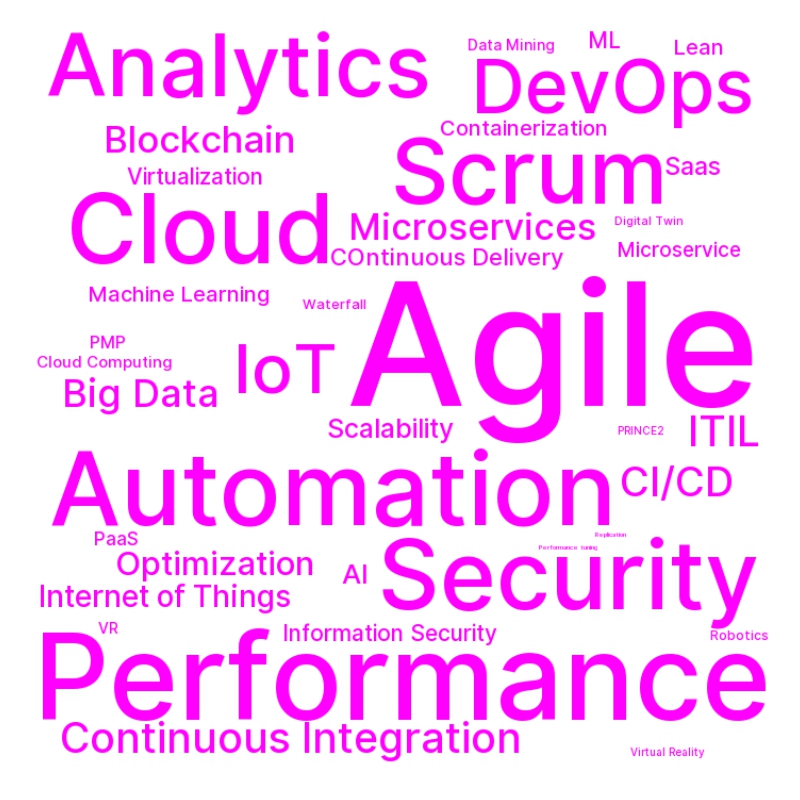 Analytics
Data Mining
ML
Lean
DevOps
Blockchain
Containerization
Scrum
Saas
Virtualization
Cloud
Microservices
Digital Twin
COntinuous Delivery
Microservice
Machine Learning
Waterfall
Agile
PMP
Cloud Computing
IoT
Big Data
Scalability
PRINCE2
ITIL
Automation
CI/CD
PaaS
Replication
Performance tuning
Optimization
AI
Security
Internet of Things
VR
Information Security
Robotics
Performance
Continuous Integration
Virtual Reality